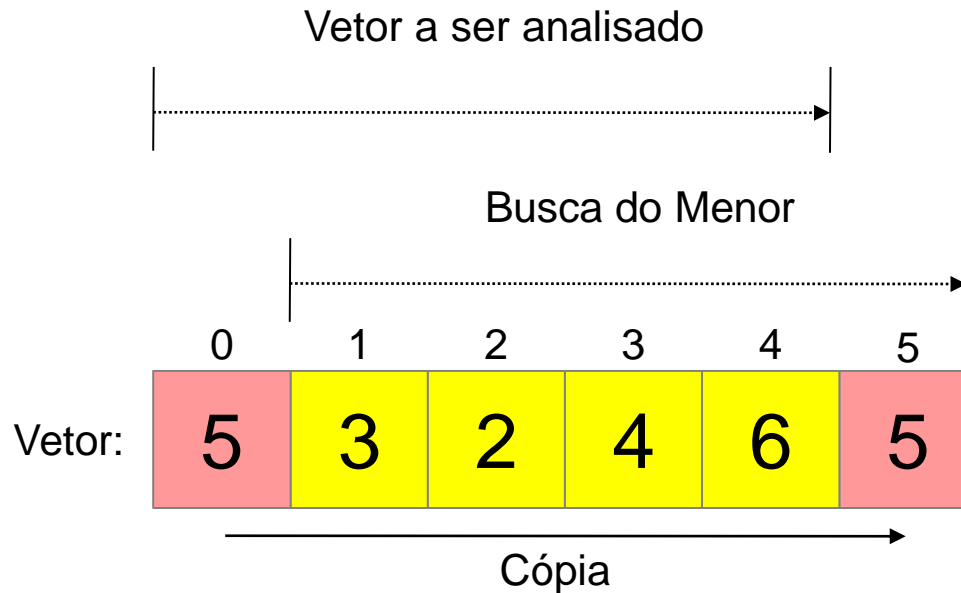 Vetor a ser analisado
Busca do Menor
0 1 2 3 4 5
Vetor: 5 3 2 4 6 5
Cópia